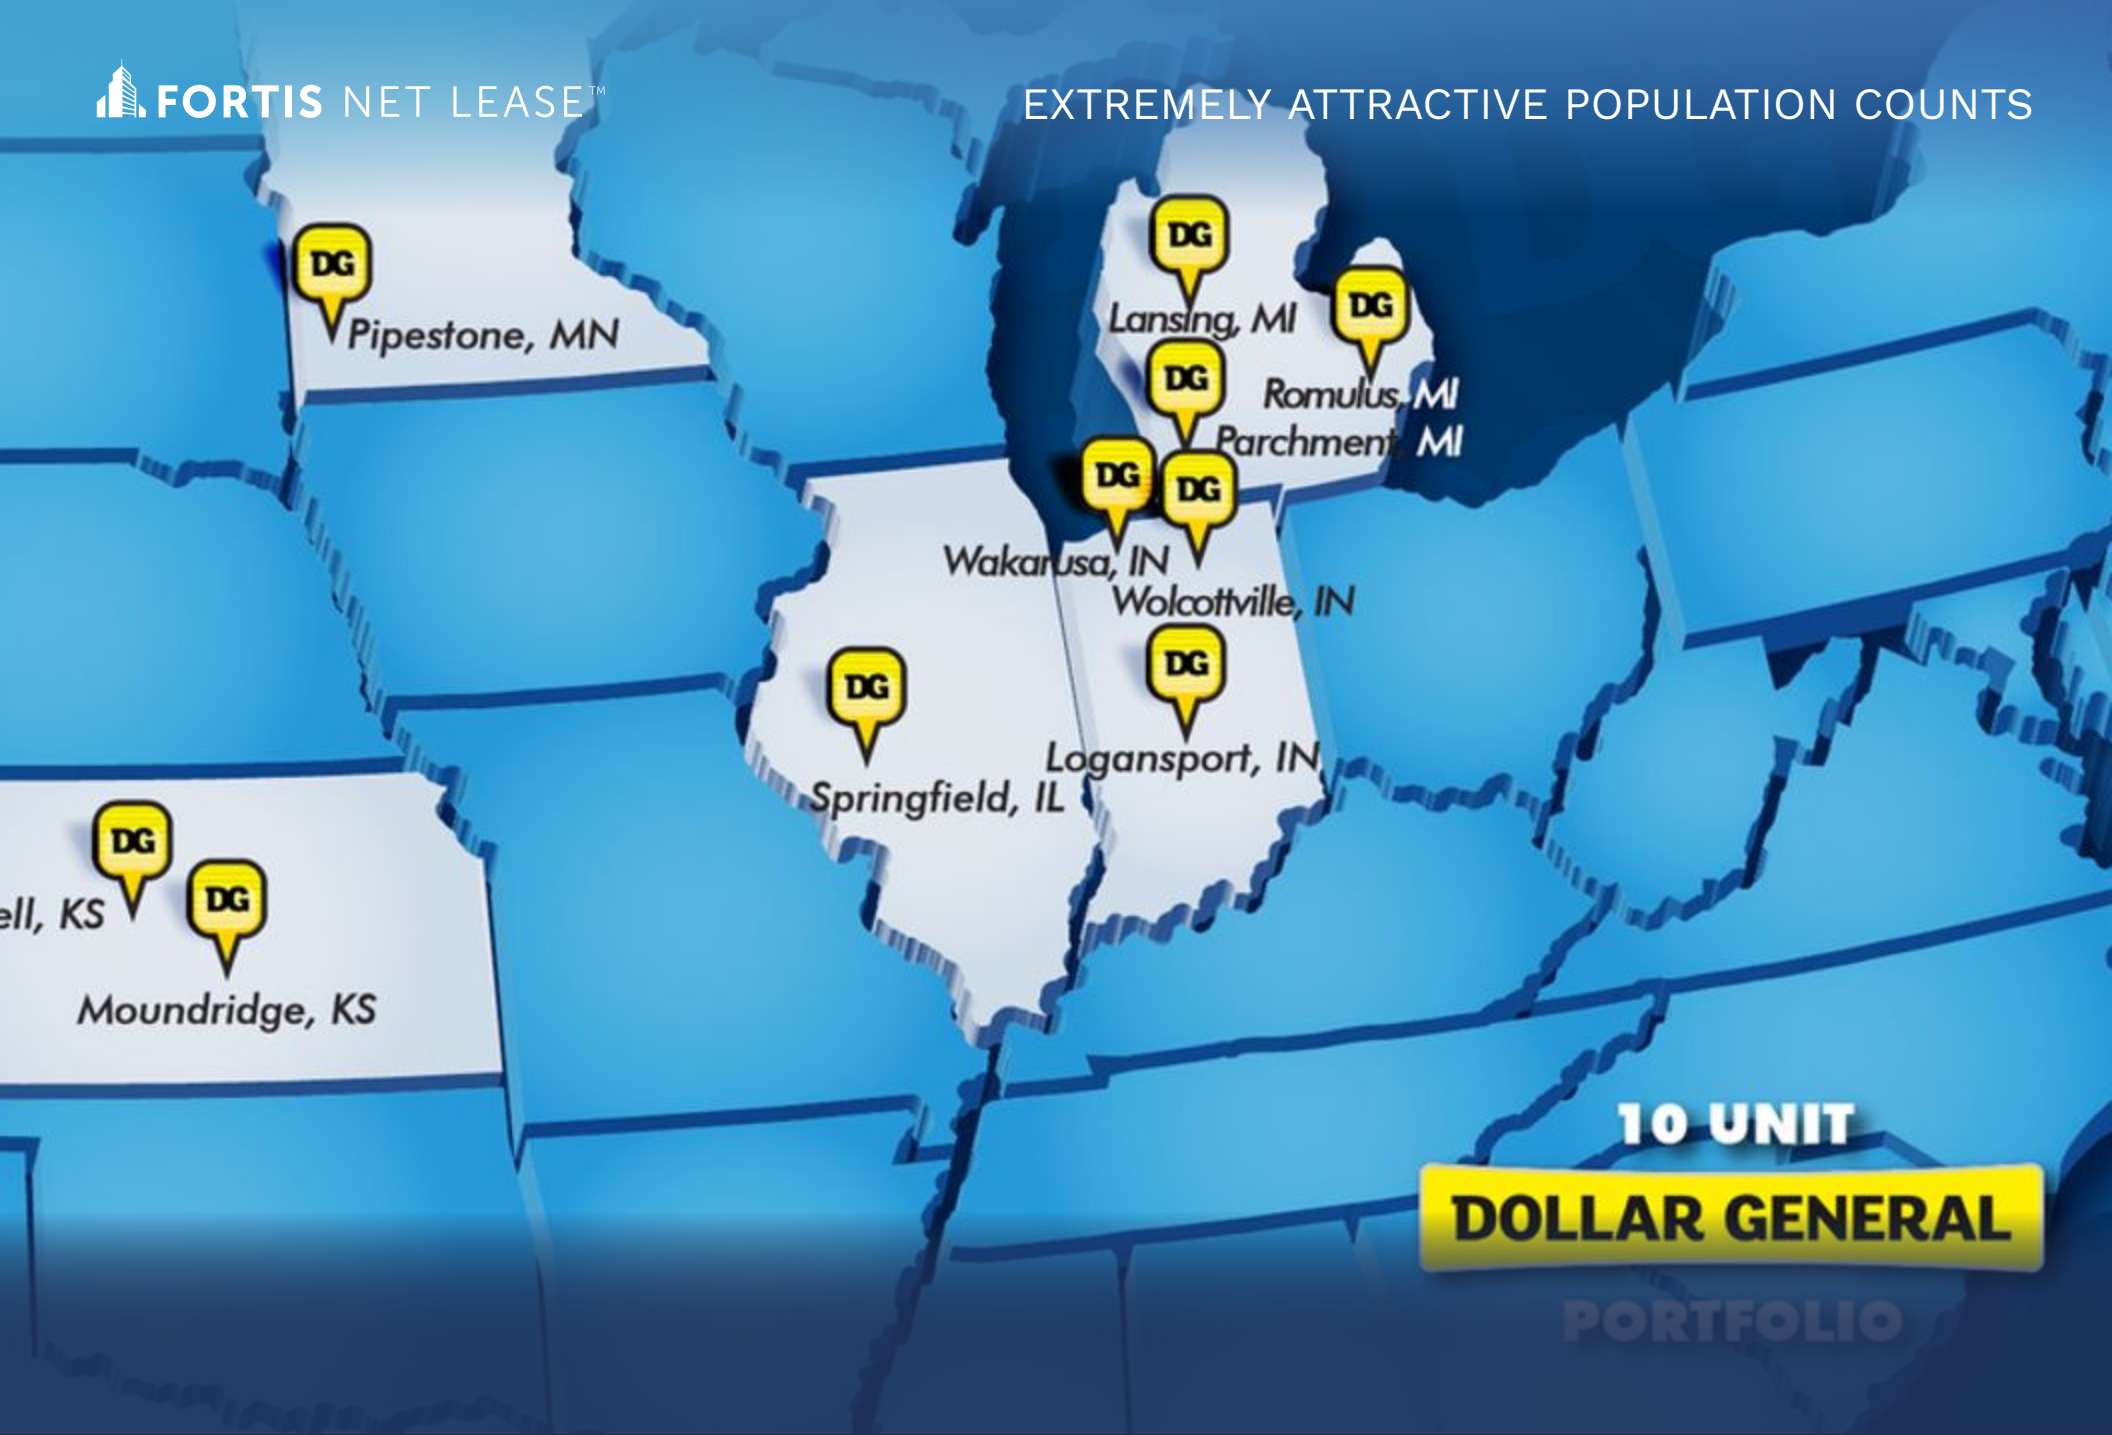 FORTIS NET LEASE™
EXTREMELY ATTRACTIVE POPULATION COUNTS
DG
DG
Pipestone, MN
Lansing, MI
DG
Romulus, MI
DG
Parchment, MI
DG
DG
Wakarusa, IN
Wolcottville, IN
DG
DG
Logansport, IN
Springfield, IL
DG
DG
ell, KS
Moundridge, KS
10 UNIT
DOLLAR GENERAL
PORTFOLIO